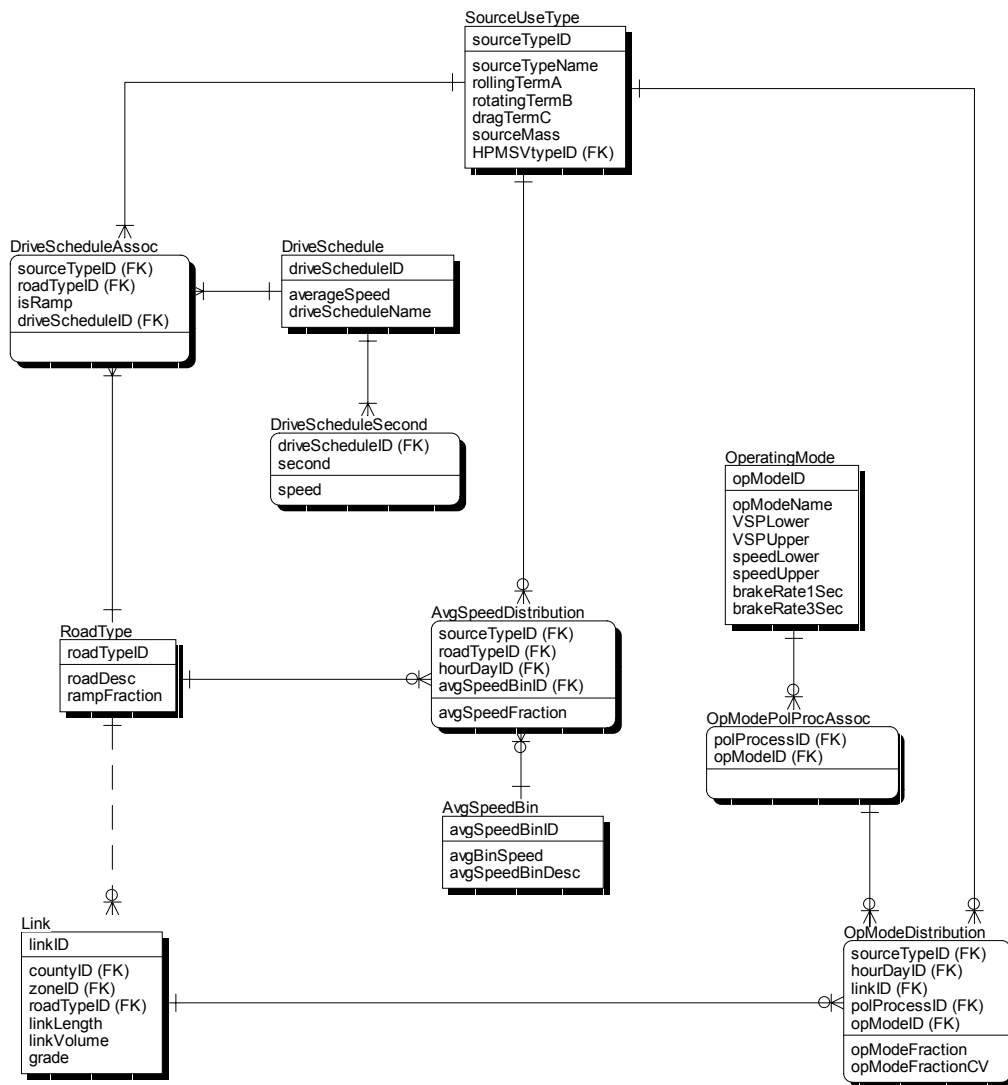 SourceUseType
sourceTypeID
sourceTypeName
rollingTermA
rotatingTermB
dragTermC
sourceMass
HPMSVtypeID (FK)
DriveScheduleAssoc
sourceTypeID (FK)
roadTypeID (FK)
isRamp
driveScheduleID (FK)
DriveSchedule
driveScheduleID
averageSpeed
driveScheduleName
DriveScheduleSecond
driveScheduleID (FK)
second
speed
OperatingMode
opModeID
opModeName
VSPLower
VSPUpper
speedLower
speedUpper
brakeRate1Sec
brakeRate3Sec
RoadType
roadTypeID
roadDesc
rampFraction
AvgSpeedDistribution
sourceTypeID (FK)
roadTypeID (FK)
hourDayID (FK)
avgSpeedBinID (FK)
avgSpeedFraction
OpModePolProcAssoc
polProcessID (FK)
opModeID (FK)
AvgSpeedBin
avgSpeedBinID
avgBinSpeed
avgSpeedBinDesc
Link
linkID
countyID (FK)
zoneID (FK)
roadTypeID (FK)
linkLength
linkVolume
grade
OpModeDistribution
sourceTypeID (FK)
hourDayID (FK)
linkID (FK)
polProcessID (FK)
opModeID (FK)
opModeFraction
opModeFractionCV